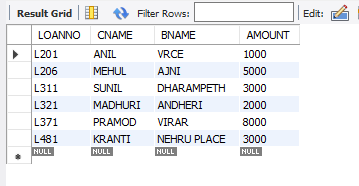 Result Grid Filter Rows: Edit:
LOANNO CNAME BNAME AMOUNT
L201 ANIL VRCE 1000
L206 MEHUL AJNI 5000
L311 SUNIL DHARAMPETH 3000
L321 MADHURI ANDHERI 2000
L371 PRAMOD VIRAR 8000
L481 KRANTI NEHRU PLACE 3000
NULL NULL NULL NULL